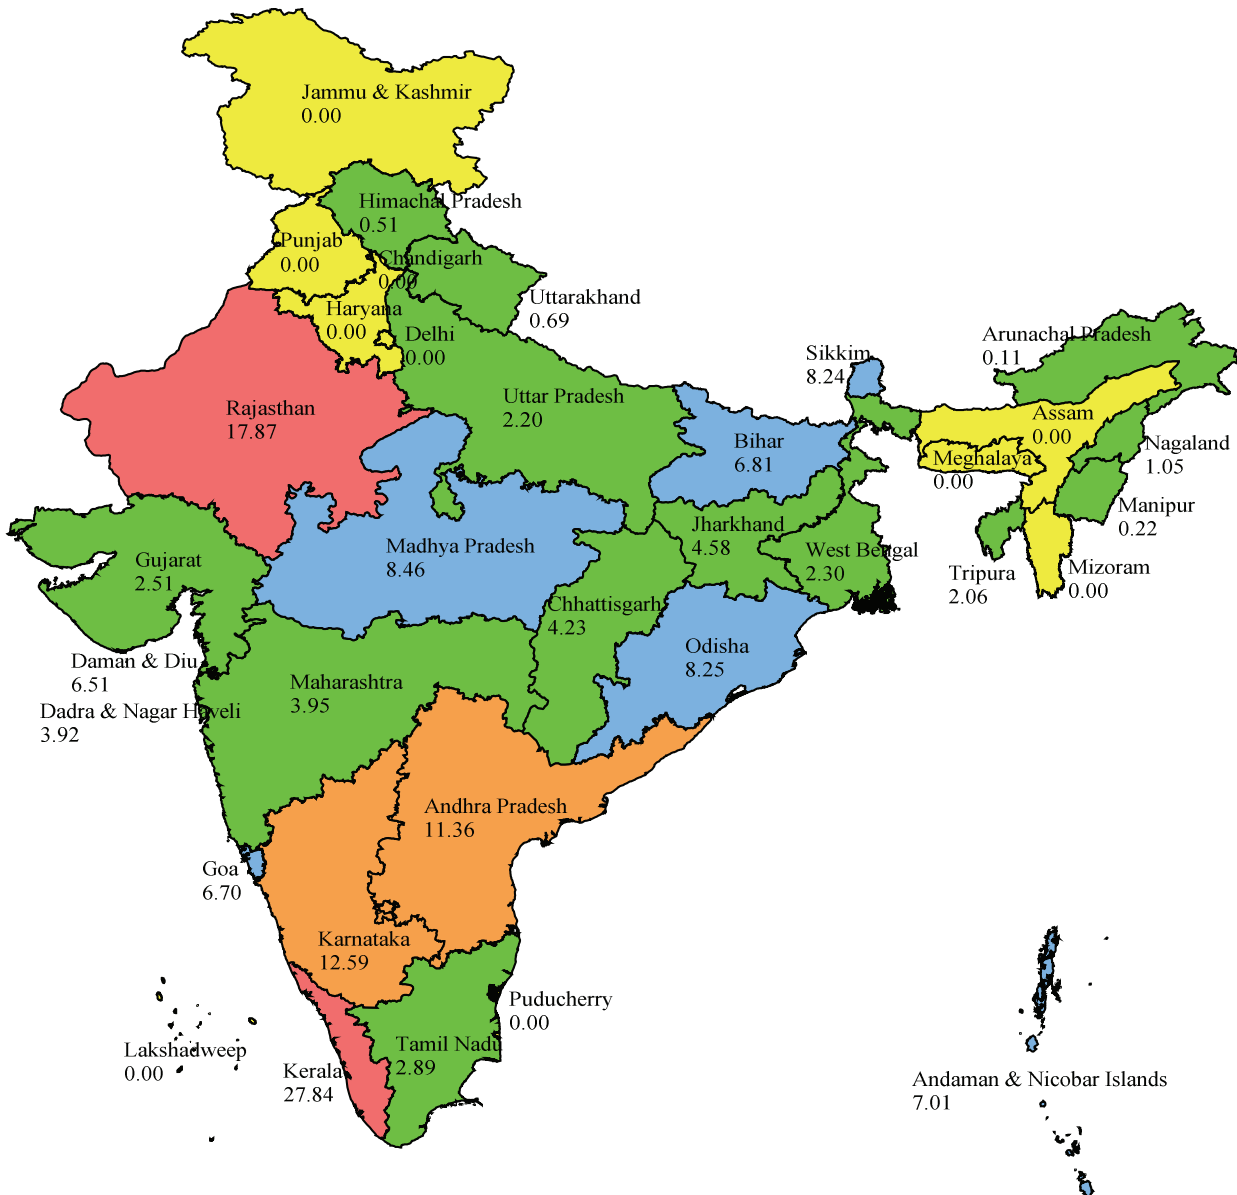 Jammu & Kashmir
0.00
Himachal Pradesh
0.51
Punjab
0.00
Chandigarh
0.00
Uttarakhand
0.69
Haryana
0.00
Delhi
0.00
Arunachal Pradesh
0.11
Sikkim
8.24
Uttar Pradesh
2.20
Rajasthan
17.87
Assam
0.00
Bihar
6.81
Nagaland
1.05
Meghalaya
0.00
Manipur
0.22
Jharkhand
4.58
Madhya Pradesh
8.46
West Bengal
2.30
Gujarat
2.51
Tripura
2.06
Mizoram
0.00
Chhattisgarh
4.23
Odisha
8.25
Daman & Diu
6.51
Maharashtra
3.95
Dadra & Nagar Haveli
3.92
Andhra Pradesh
11.36
Goa
6.70
Karnataka
12.59
Puducherry
0.00
Lakshadweep
0.00
Tamil Nadu
2.89
Kerala
27.84
Andaman & Nicobar Islands
7.01